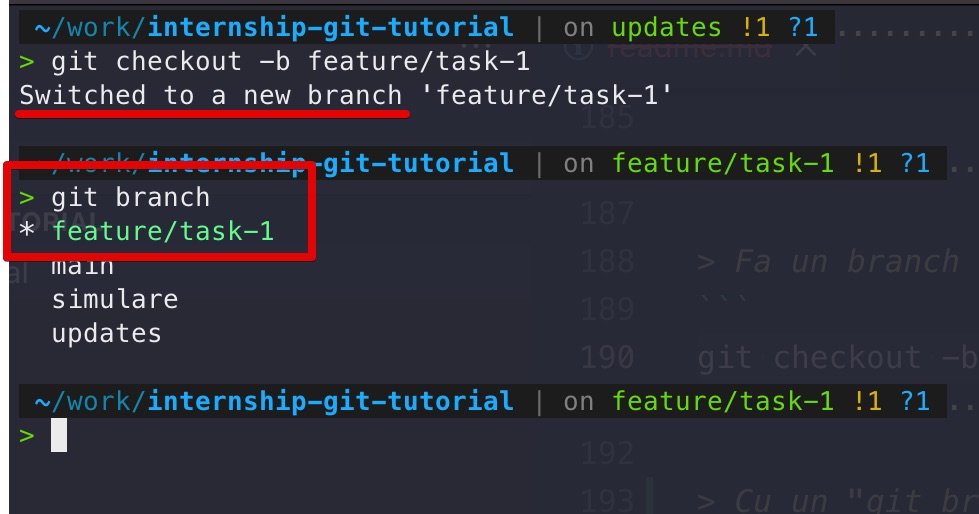 ~/work/internship-git-tutorial | on updates !1 ?1
readme.md
> git checkout -b feature/task-1
Switched to a new branch 'feature/task-1'
185
~/work/internship-git-tutorial | on feature/task-1 !1 ?1
> git branch
187
TORIAL
* feature/task-1
188 > Fa un branch
al
main
simulare
189 ```
updates
190 git checkout -b
~/work/internship-git-tutorial | on feature/task-1 !1 ?1
>
192
193 > Cu un "git br